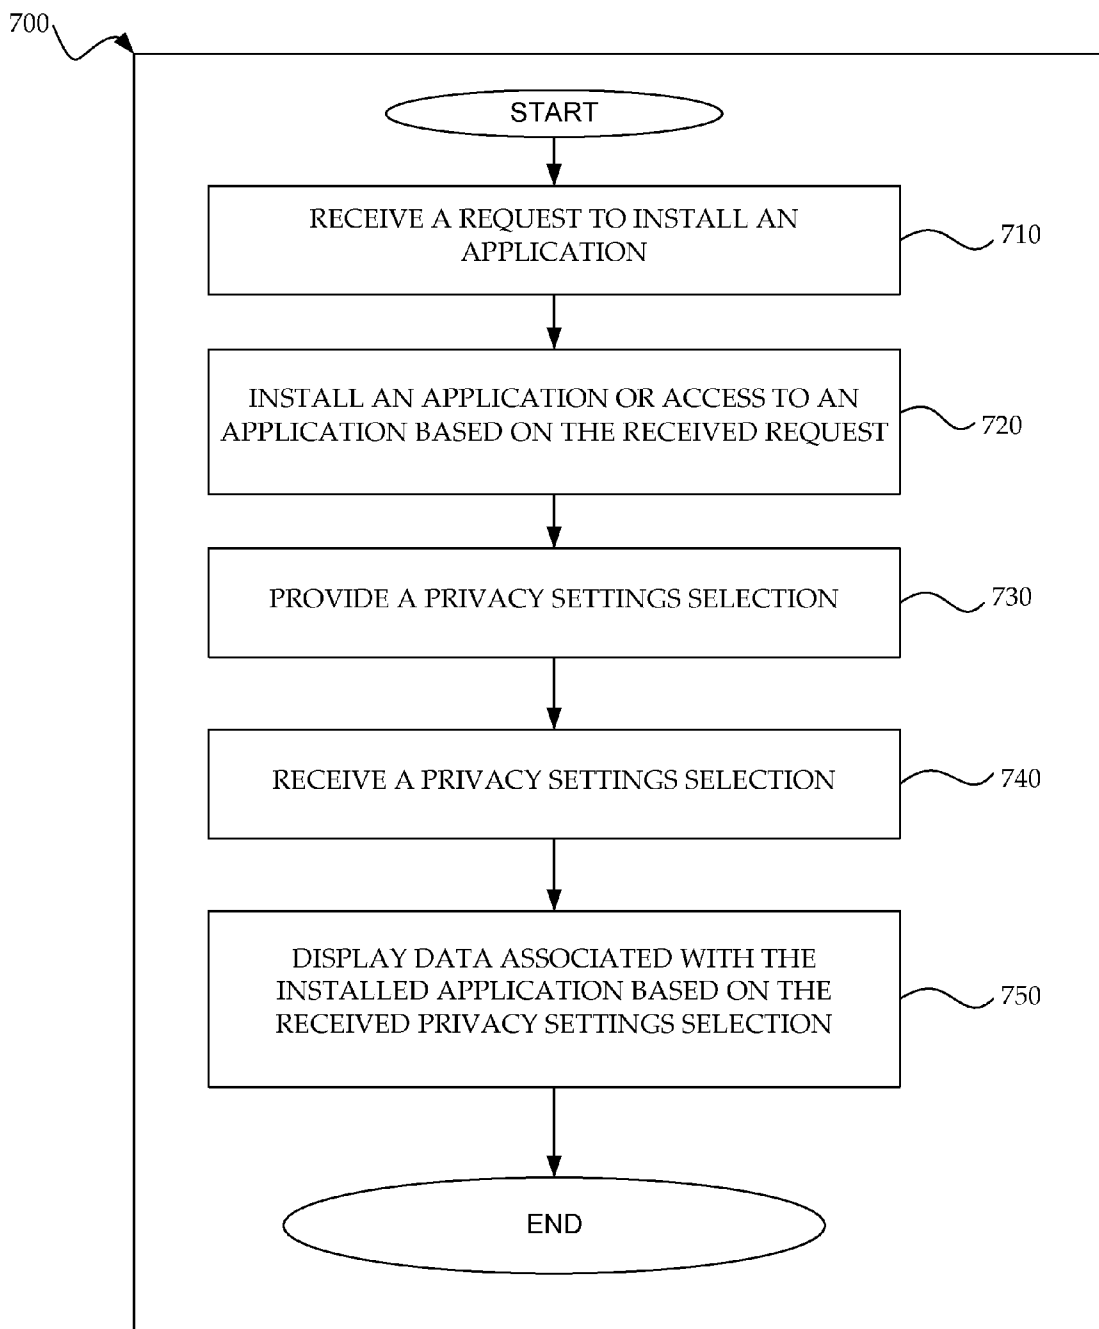 700
START
RECEIVE A REQUEST TO INSTALL AN
APPLICATION
710
INSTALL AN APPLICATION OR ACCESS TO AN
APPLICATION BASED ON THE RECEIVED REQUEST
720
PROVIDE A PRIVACY SETTINGS SELECTION
730
RECEIVE A PRIVACY SETTINGS SELECTION
740
DISPLAY DATA ASSOCIATED WITH THE
INSTALLED APPLICATION BASED ON THE
RECEIVED PRIVACY SETTINGS SELECTION
750
END